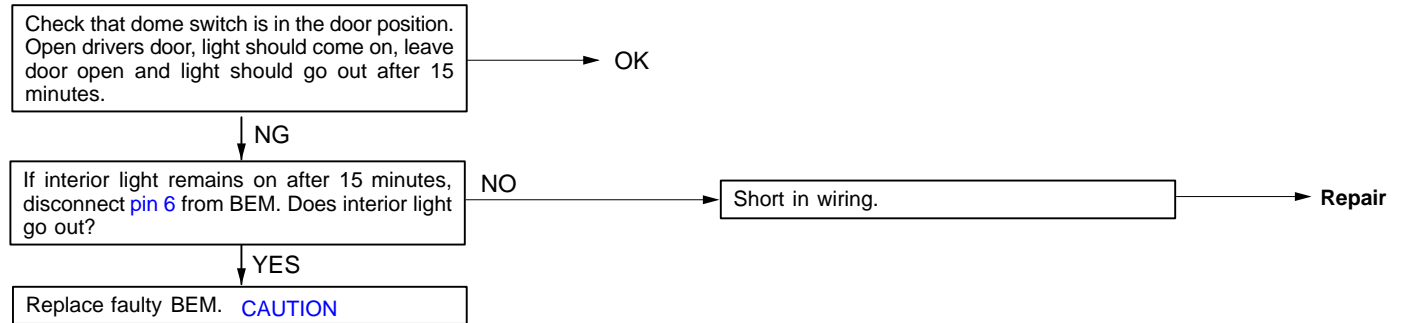 Check that dome switch is in the door position.
Open drivers door, light should come on, leave
door open and light should go out after 15
minutes.
OK
NG
If interior light remains on after 15 minutes,
disconnect pin 6 from BEM. Does interior light
go out?
NO
Short in wiring.
Repair
YES
Replace faulty BEM. CAUTION